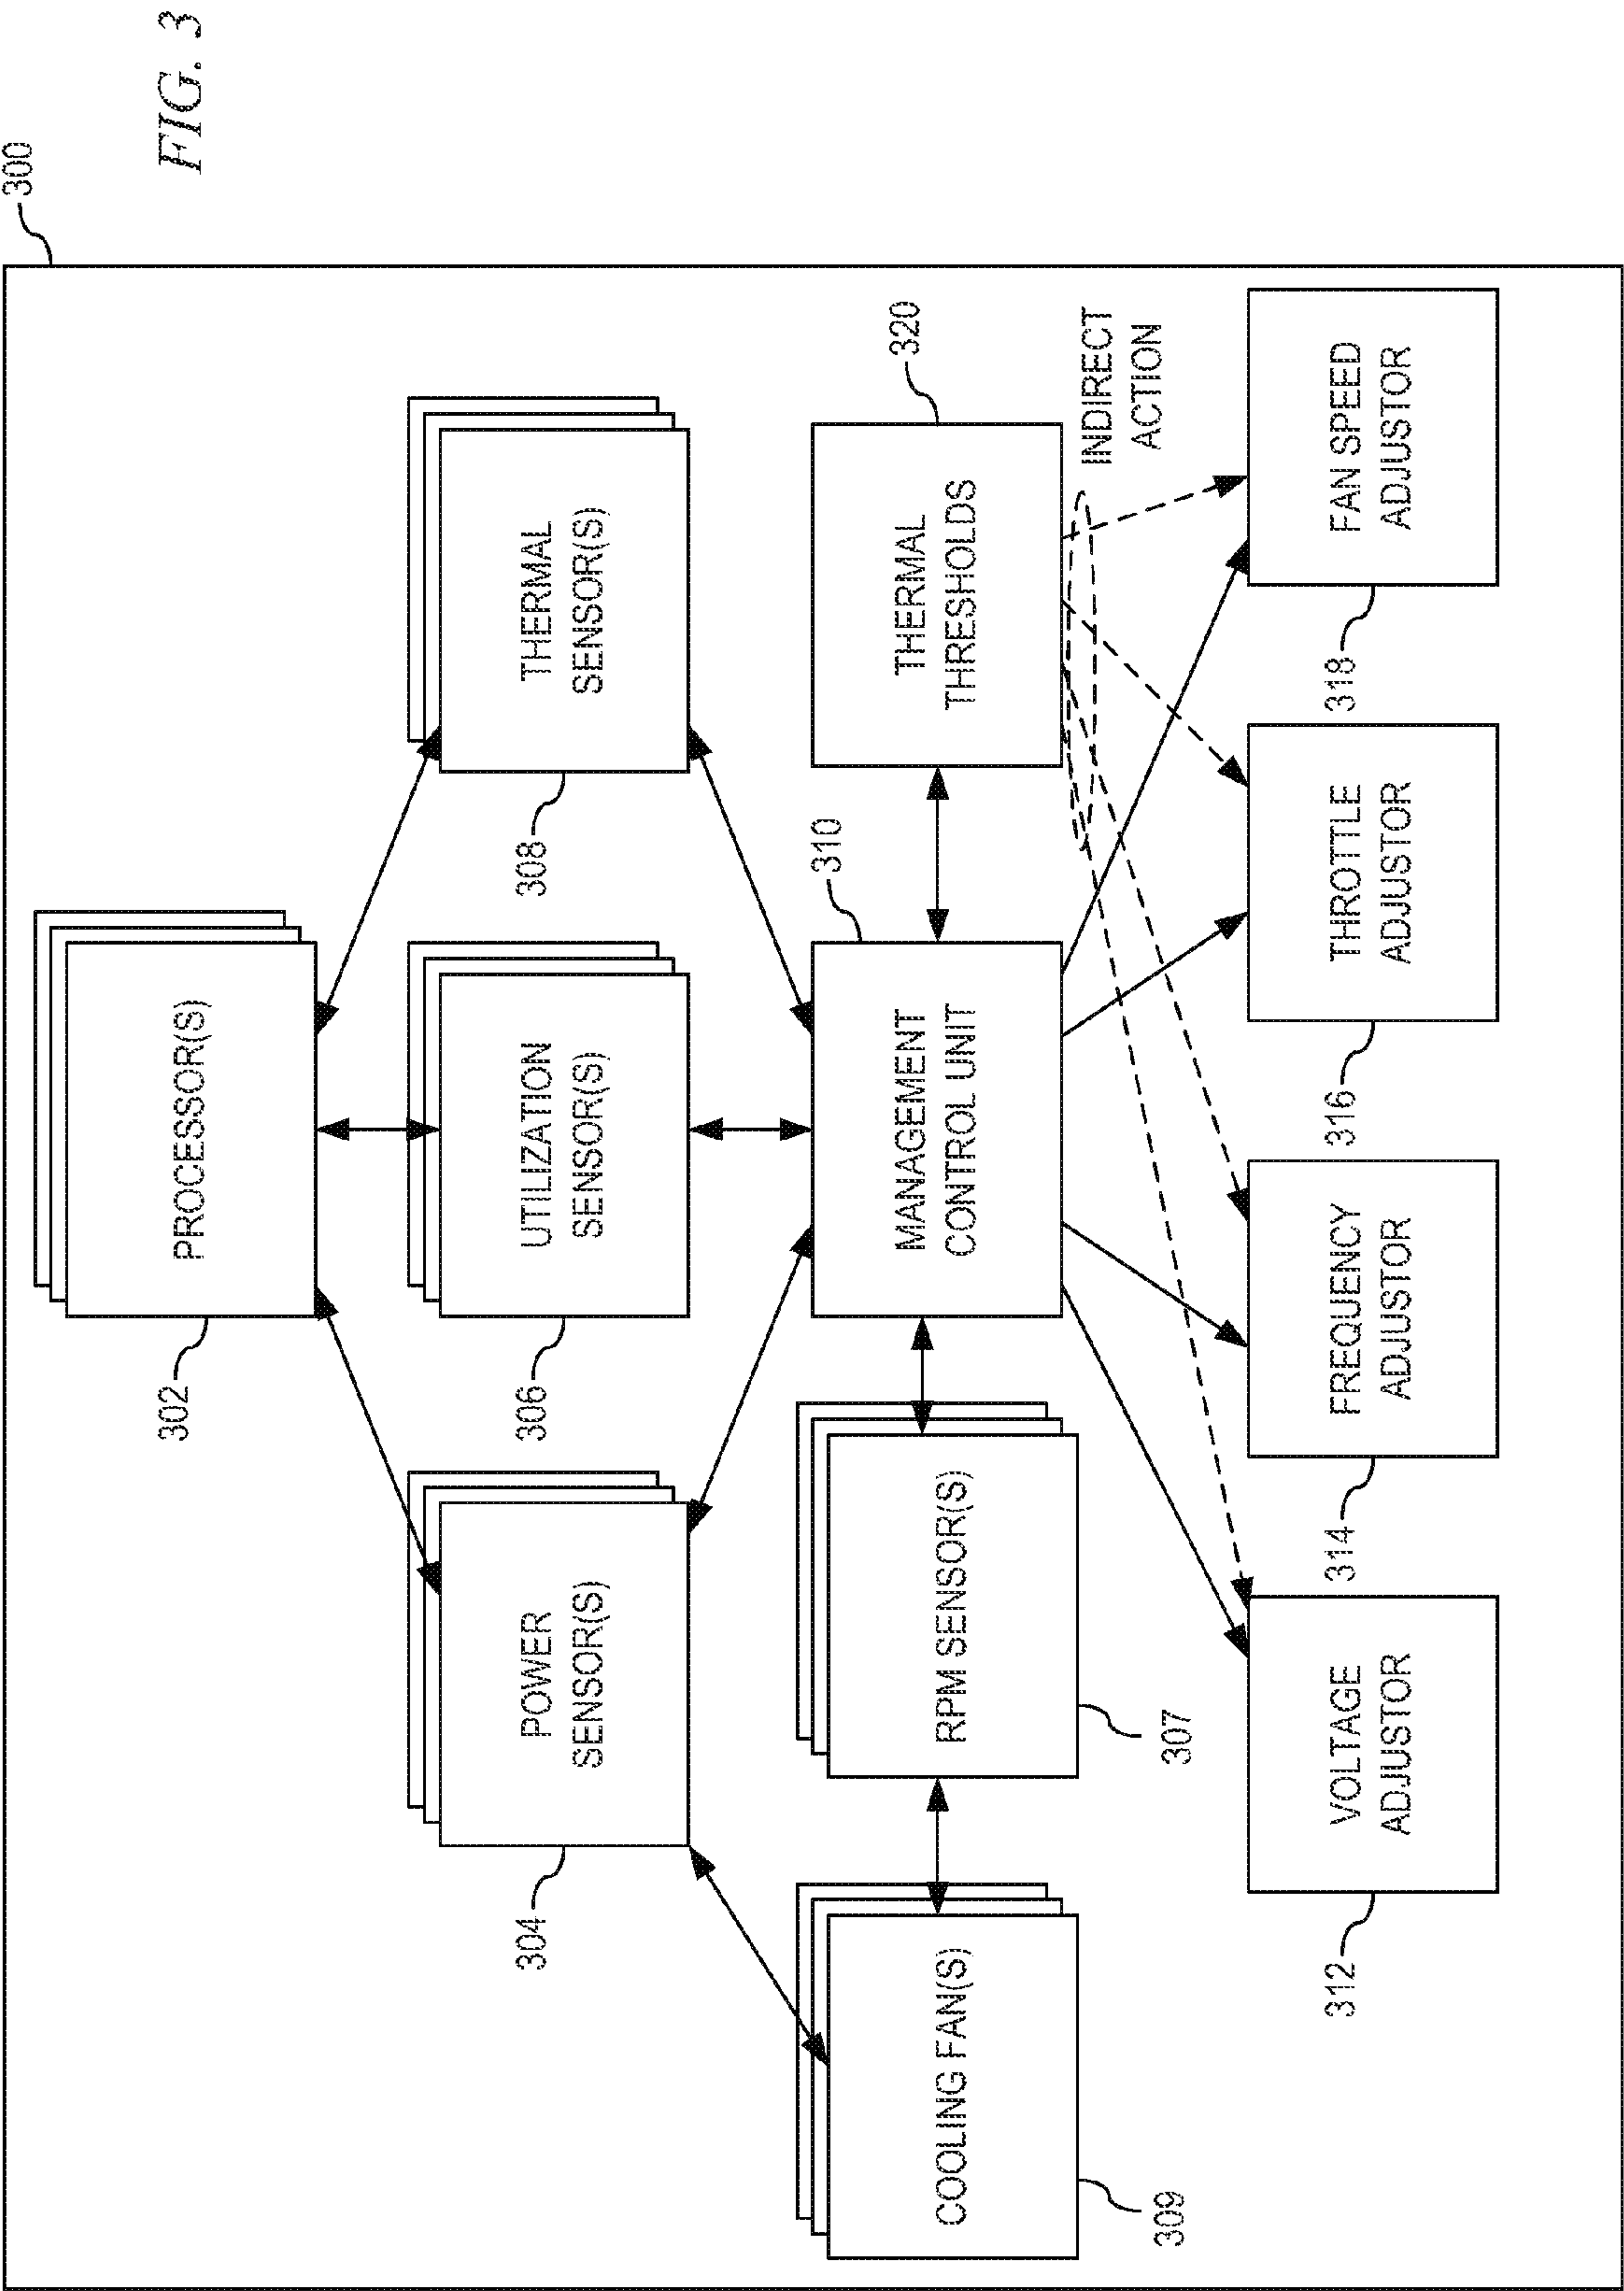 300
FIG. 3
PROCESSOR(S)
302
POWER
SENSOR(S)
304
UTILIZATION
SENSOR(S)
306
THERMAL
SENSOR(S)
308
COOLING FAN(S)
309
RPM SENSOR(S)
307
MANAGEMENT
CONTROL UNIT
310
THERMAL
THRESHOLDS
320
INDIRECT
ACTION
VOLTAGE
ADJUSTOR
312
FREQUENCY
ADJUSTOR
314
THROTTLE
ADJUSTOR
316
FAN SPEED
ADJUSTOR
318